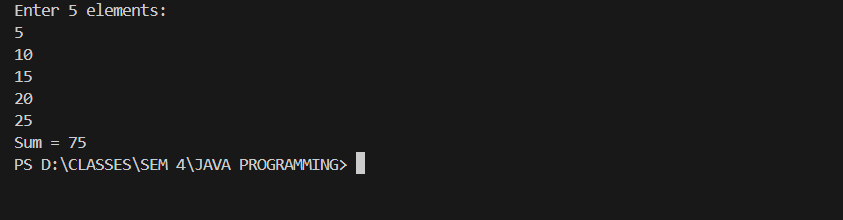 Enter 5 elements:
5
10
15
20
25
Sum = 75
PS D:\CLASSES\SEM 4\JAVA PROGRAMMING>